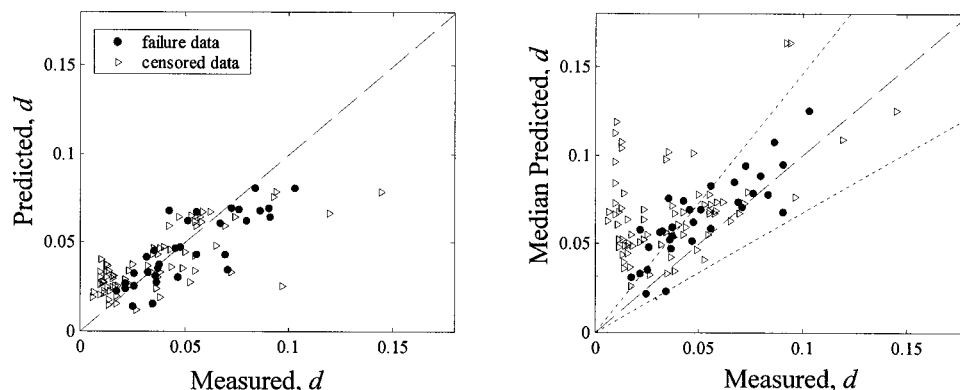 0.15
0.1
0.05
0
Predicted, d
failure data
censored data
0 0.05 0.1 0.15
Measured, d
0.15
0.1
0.05
0
Median Predicted, d
0 0.05 0.1 0.15
Measured, d